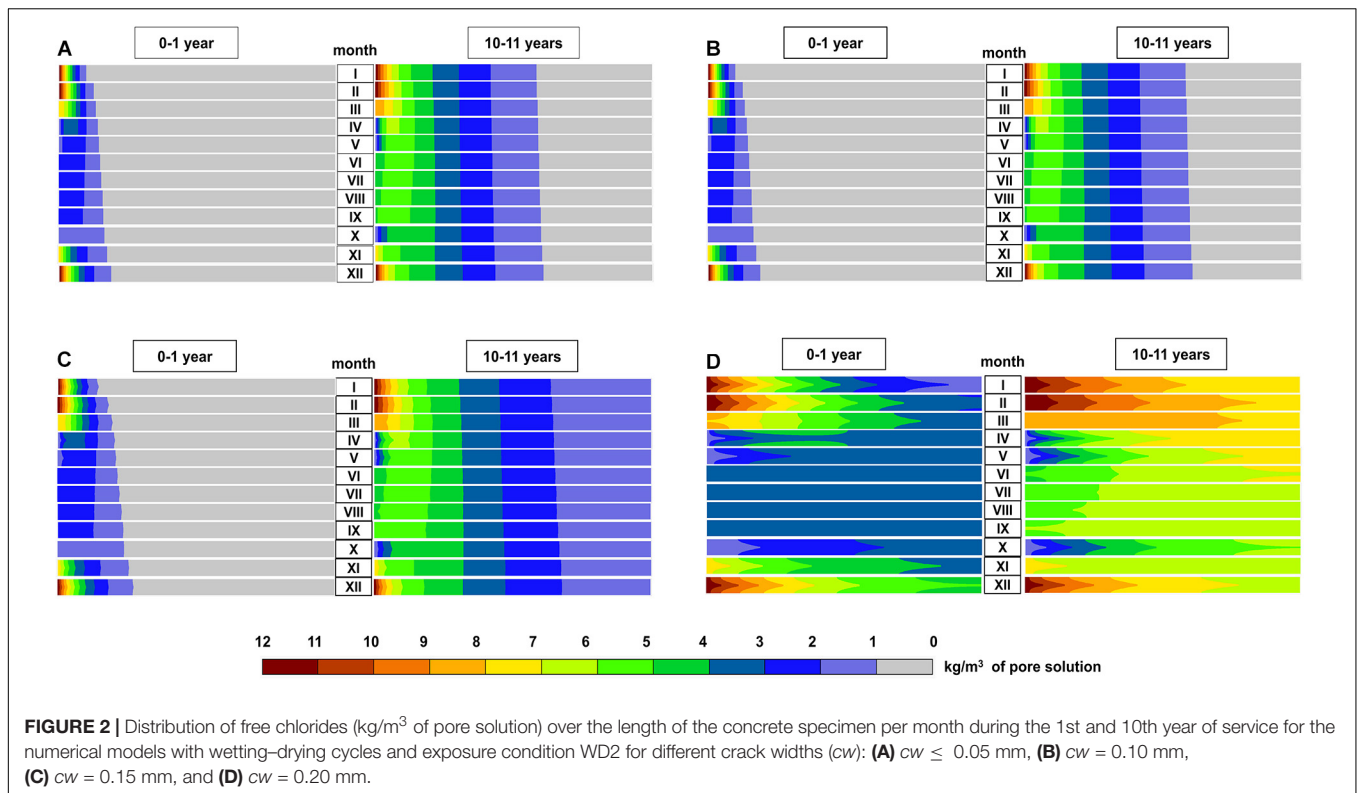 A
0-1 year
month
10-11 years
I
II
III
IV
V
VI
VII
VIII
IX
X
XI
XII
B
0-1 year
month
10-11 years
I
II
III
IV
V
VI
VII
VIII
IX
X
XI
XII
C
0-1 year
month
10-11 years
I
II
III
IV
V
VI
VII
VIII
IX
X
XI
XII
D
0-1 year
month
10-11 years
I
II
III
IV
V
VI
VII
VIII
IX
X
XI
XII
12 11 10 9 8 7 6 5 4 3 2 1 0
kg/m³ of pore solution
FIGURE 2 | Distribution of free chlorides (kg/m³ of pore solution) over the length of the concrete specimen per month during the 1st and 10th year of service for the
numerical models with wetting–drying cycles and exposure condition WD2 for different crack widths (cw): (A) cw ≤ 0.05 mm, (B) cw = 0.10 mm,
(C) cw = 0.15 mm, and (D) cw = 0.20 mm.